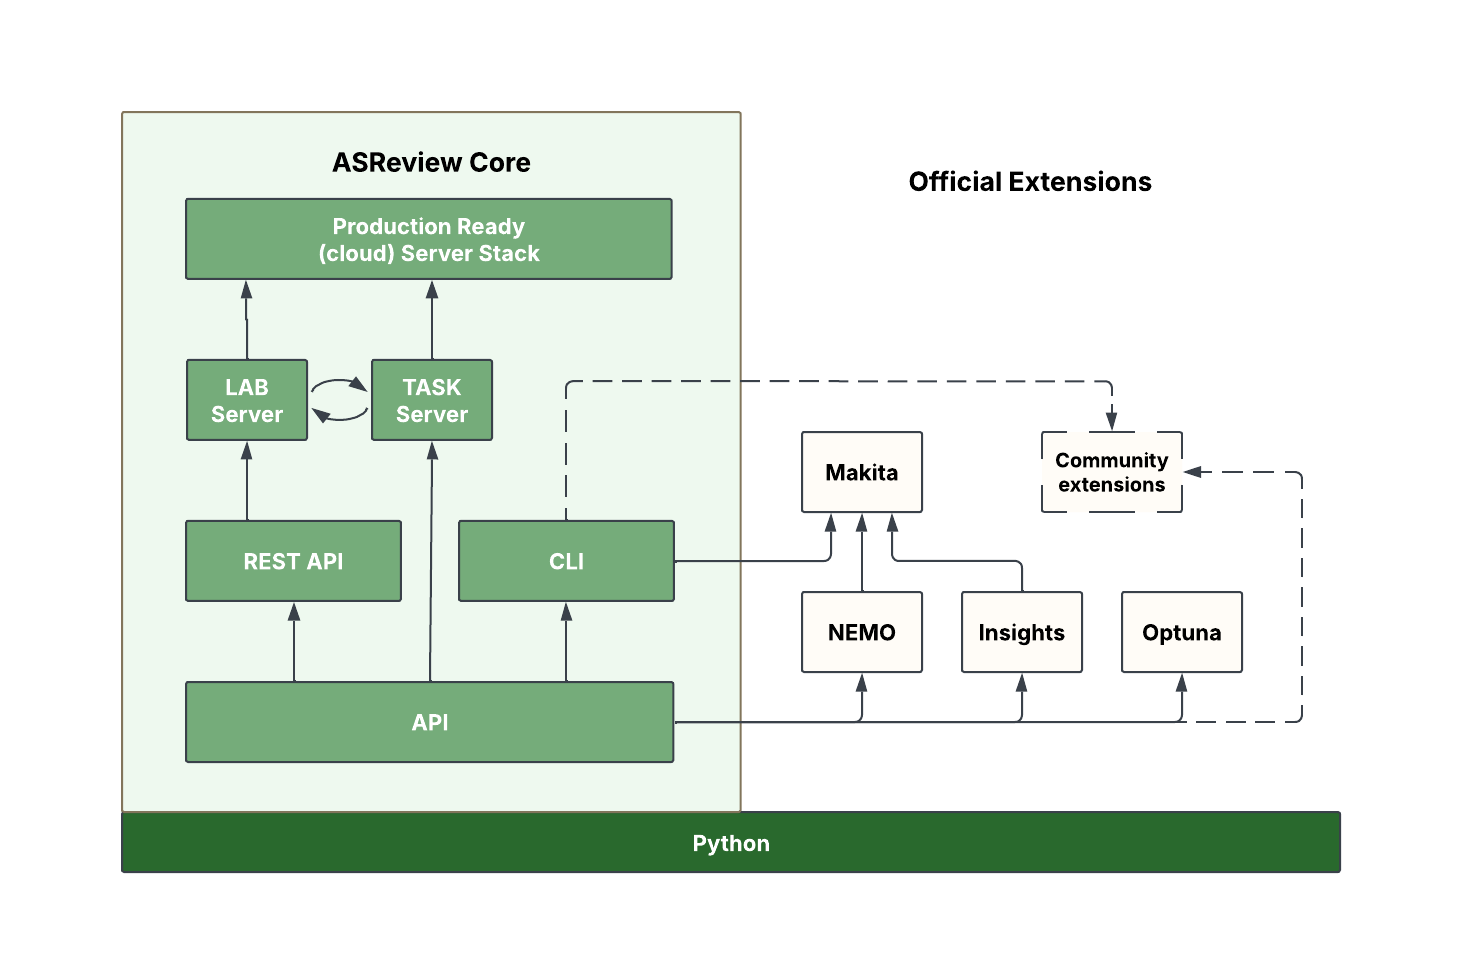 ASReview Core
Official Extensions
Production Ready
(cloud) Server Stack
LAB
Server
TASK
Server
Makita
Community
extensions
REST API
CLI
NEMO
Insights
Optuna
API
Python